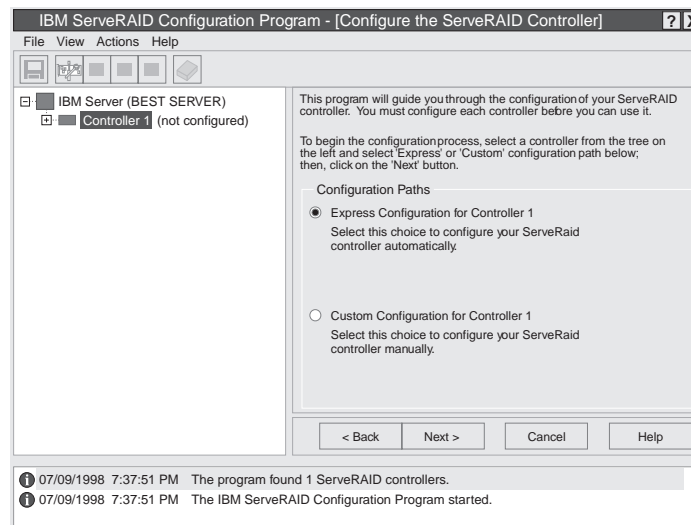 IBM ServeRAID Configuration Program - [Configure the ServeRAID Controller] ? X
File View Actions Help
IBM Server (BEST SERVER)
Controller 1 (not configured)
This program will guide you through the configuration of your ServeRAID
controller. You must configure each controller before you can use it.
To begin the configuration process, select a controller from the tree on
the left and select 'Express' or 'Custom' configuration path below;
then, click on the 'Next' button.
Configuration Paths
Express Configuration for Controller 1
Select this choice to configure your ServeRaid
controller automatically.
Custom Configuration for Controller 1
Select this choice to configure your ServeRaid
controller manually.
< Back Next > Cancel Help
07/09/1998 7:37:51 PM The program found 1 ServeRAID controllers.
07/09/1998 7:37:51 PM The IBM ServeRAID Configuration Program started.